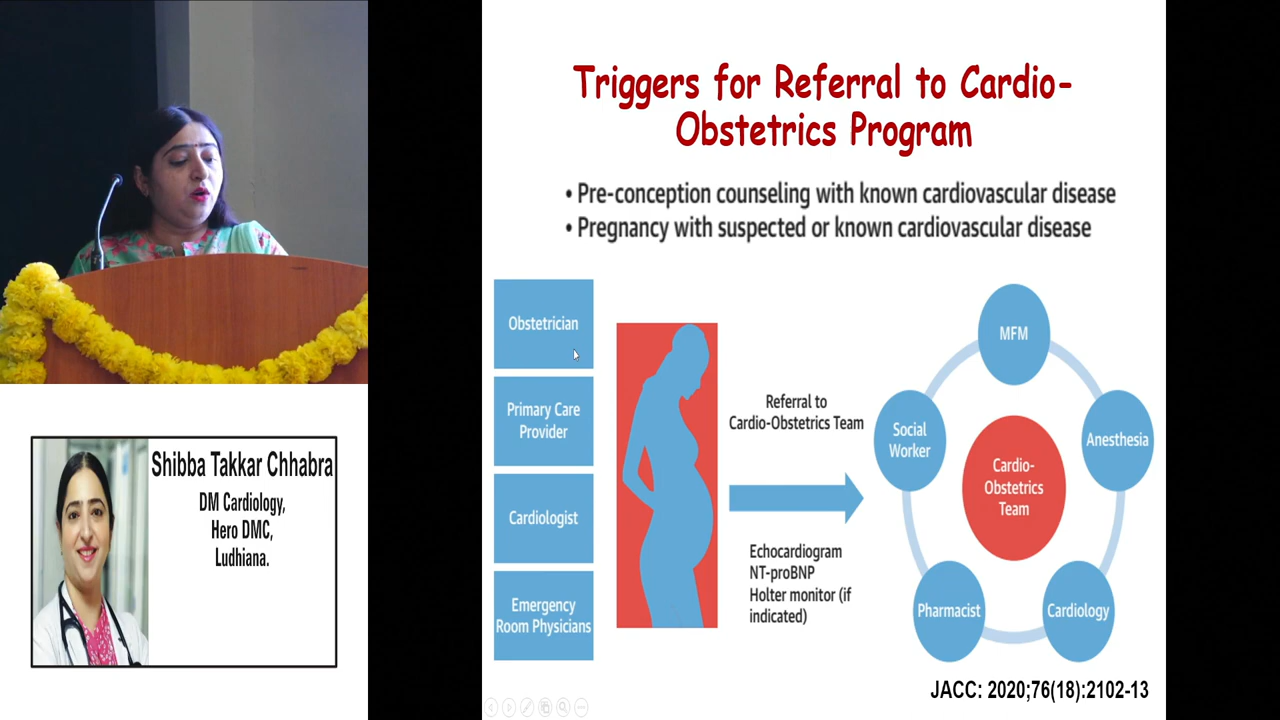 Triggers for Referral to Cardio-
Obstetrics Program
• Pre-conception counseling with known cardiovascular disease
• Pregnancy with suspected or known cardiovascular disease
Obstetrician
Primary Care
Provider
Cardiologist
Emergency
Room Physicians
Referral to
Cardio-Obstetrics Team
Echocardiogram
NT-proBNP
Holter monitor (if
indicated)
MFM
Social
Worker
Anesthesia
Cardio-
Obstetrics
Team
Pharmacist
Cardiology
JACC: 2020;76(18):2102-13
Shibba Takkar Chhabra
DM Cardiology,
Hero DMC,
Ludhiana.